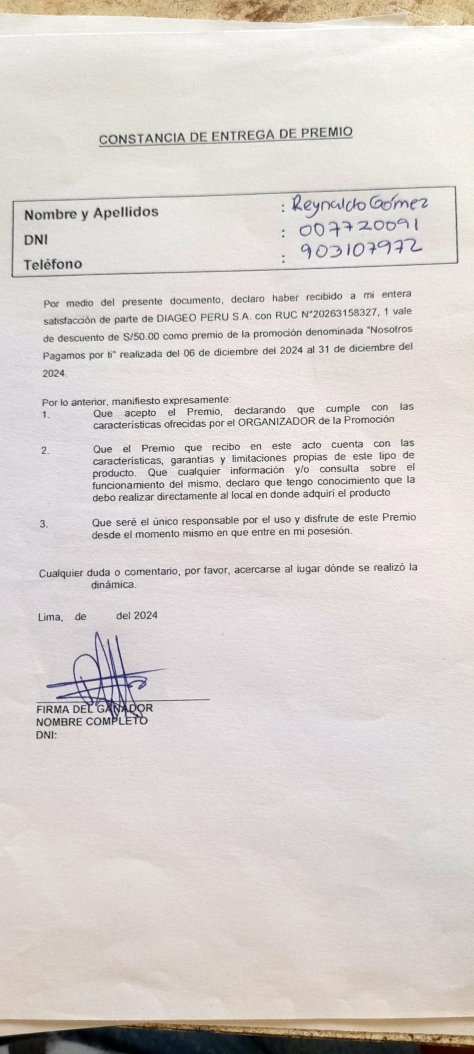 CONSTANCIA DE ENTREGA DE PREMIO
Nombre y Apellidos : Reynaldo Gómez
DNI : 007720091
Teléfono : 903107972
Por medio del presente documento, declaro haber recibido a mi entera
satisfacción de parte de DIAGEO PERU S.A. con RUC N°20263158327, 1 vale
de descuento de S/50.00 como premio de la promoción denominada "Nosotros
Pagamos por ti" realizada del 06 de diciembre del 2024 al 31 de diciembre del
2024.
Por lo anterior, manifiesto expresamente:
1. Que acepto el Premio, declarando que cumple con las
características ofrecidas por el ORGANIZADOR de la Promoción
2. Que el Premio que recibo en este acto cuenta con las
características, garantías y limitaciones propias de este tipo de
producto. Que cualquier información y/o consulta sobre el
funcionamiento del mismo, declaro que tengo conocimiento que la
debo realizar directamente al local en donde adquirí el producto
3. Que seré el único responsable por el uso y disfrute de este Premio
desde el momento mismo en que entre en mi posesión.
Cualquier duda o comentario, por favor, acercarse al lugar dónde se realizó la
dinámica.
Lima, de del 2024
FIRMA DEL GANADOR
NOMBRE COMPLETO
DNI: